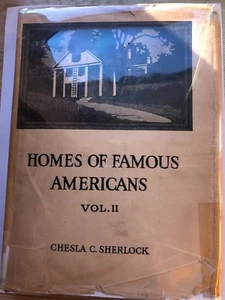 HOMES OF FAMOUS
AMERICANS
VOL. II
CHESLA C. SHERLOCK